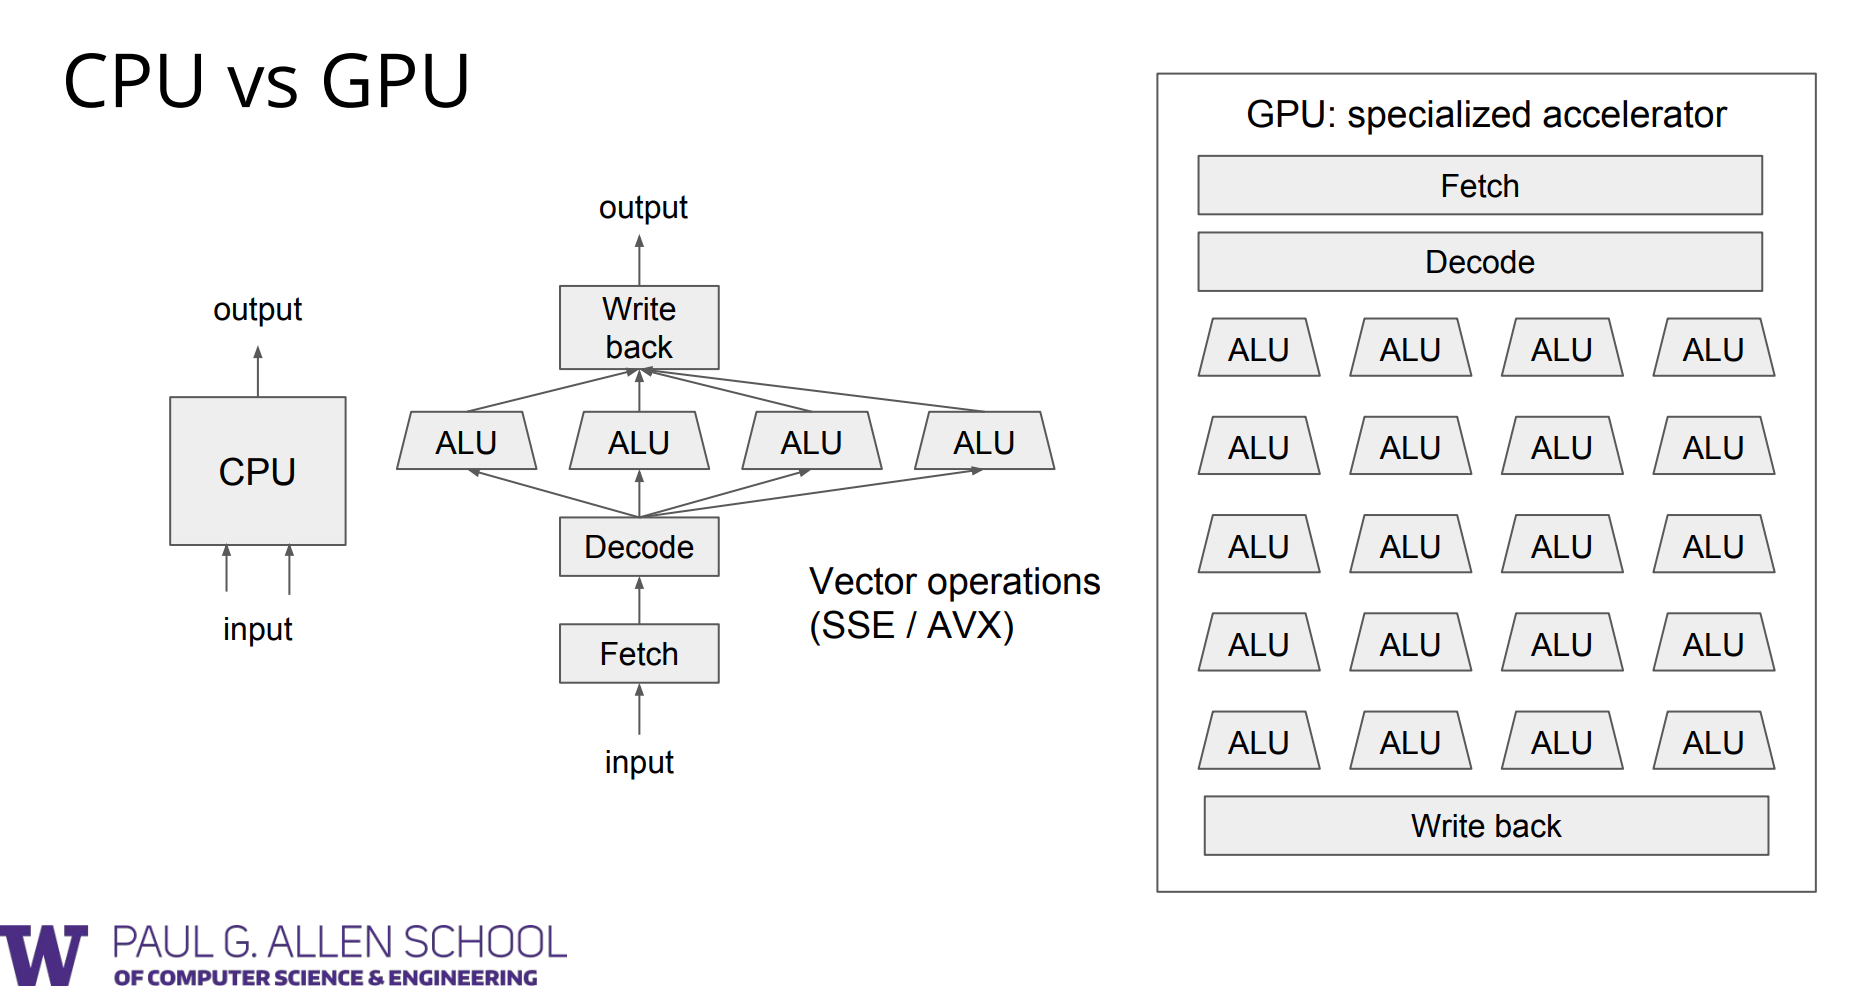 CPU vs GPU
output
CPU
input
output
Write
back
ALU ALU ALU ALU
Decode
Fetch
input
Vector operations
(SSE / AVX)
GPU: specialized accelerator
Fetch
Decode
ALU ALU ALU ALU
ALU ALU ALU ALU
ALU ALU ALU ALU
ALU ALU ALU ALU
ALU ALU ALU ALU
Write back
W
PAUL G. ALLEN SCHOOL
OF COMPUTER SCIENCE & ENGINEERING